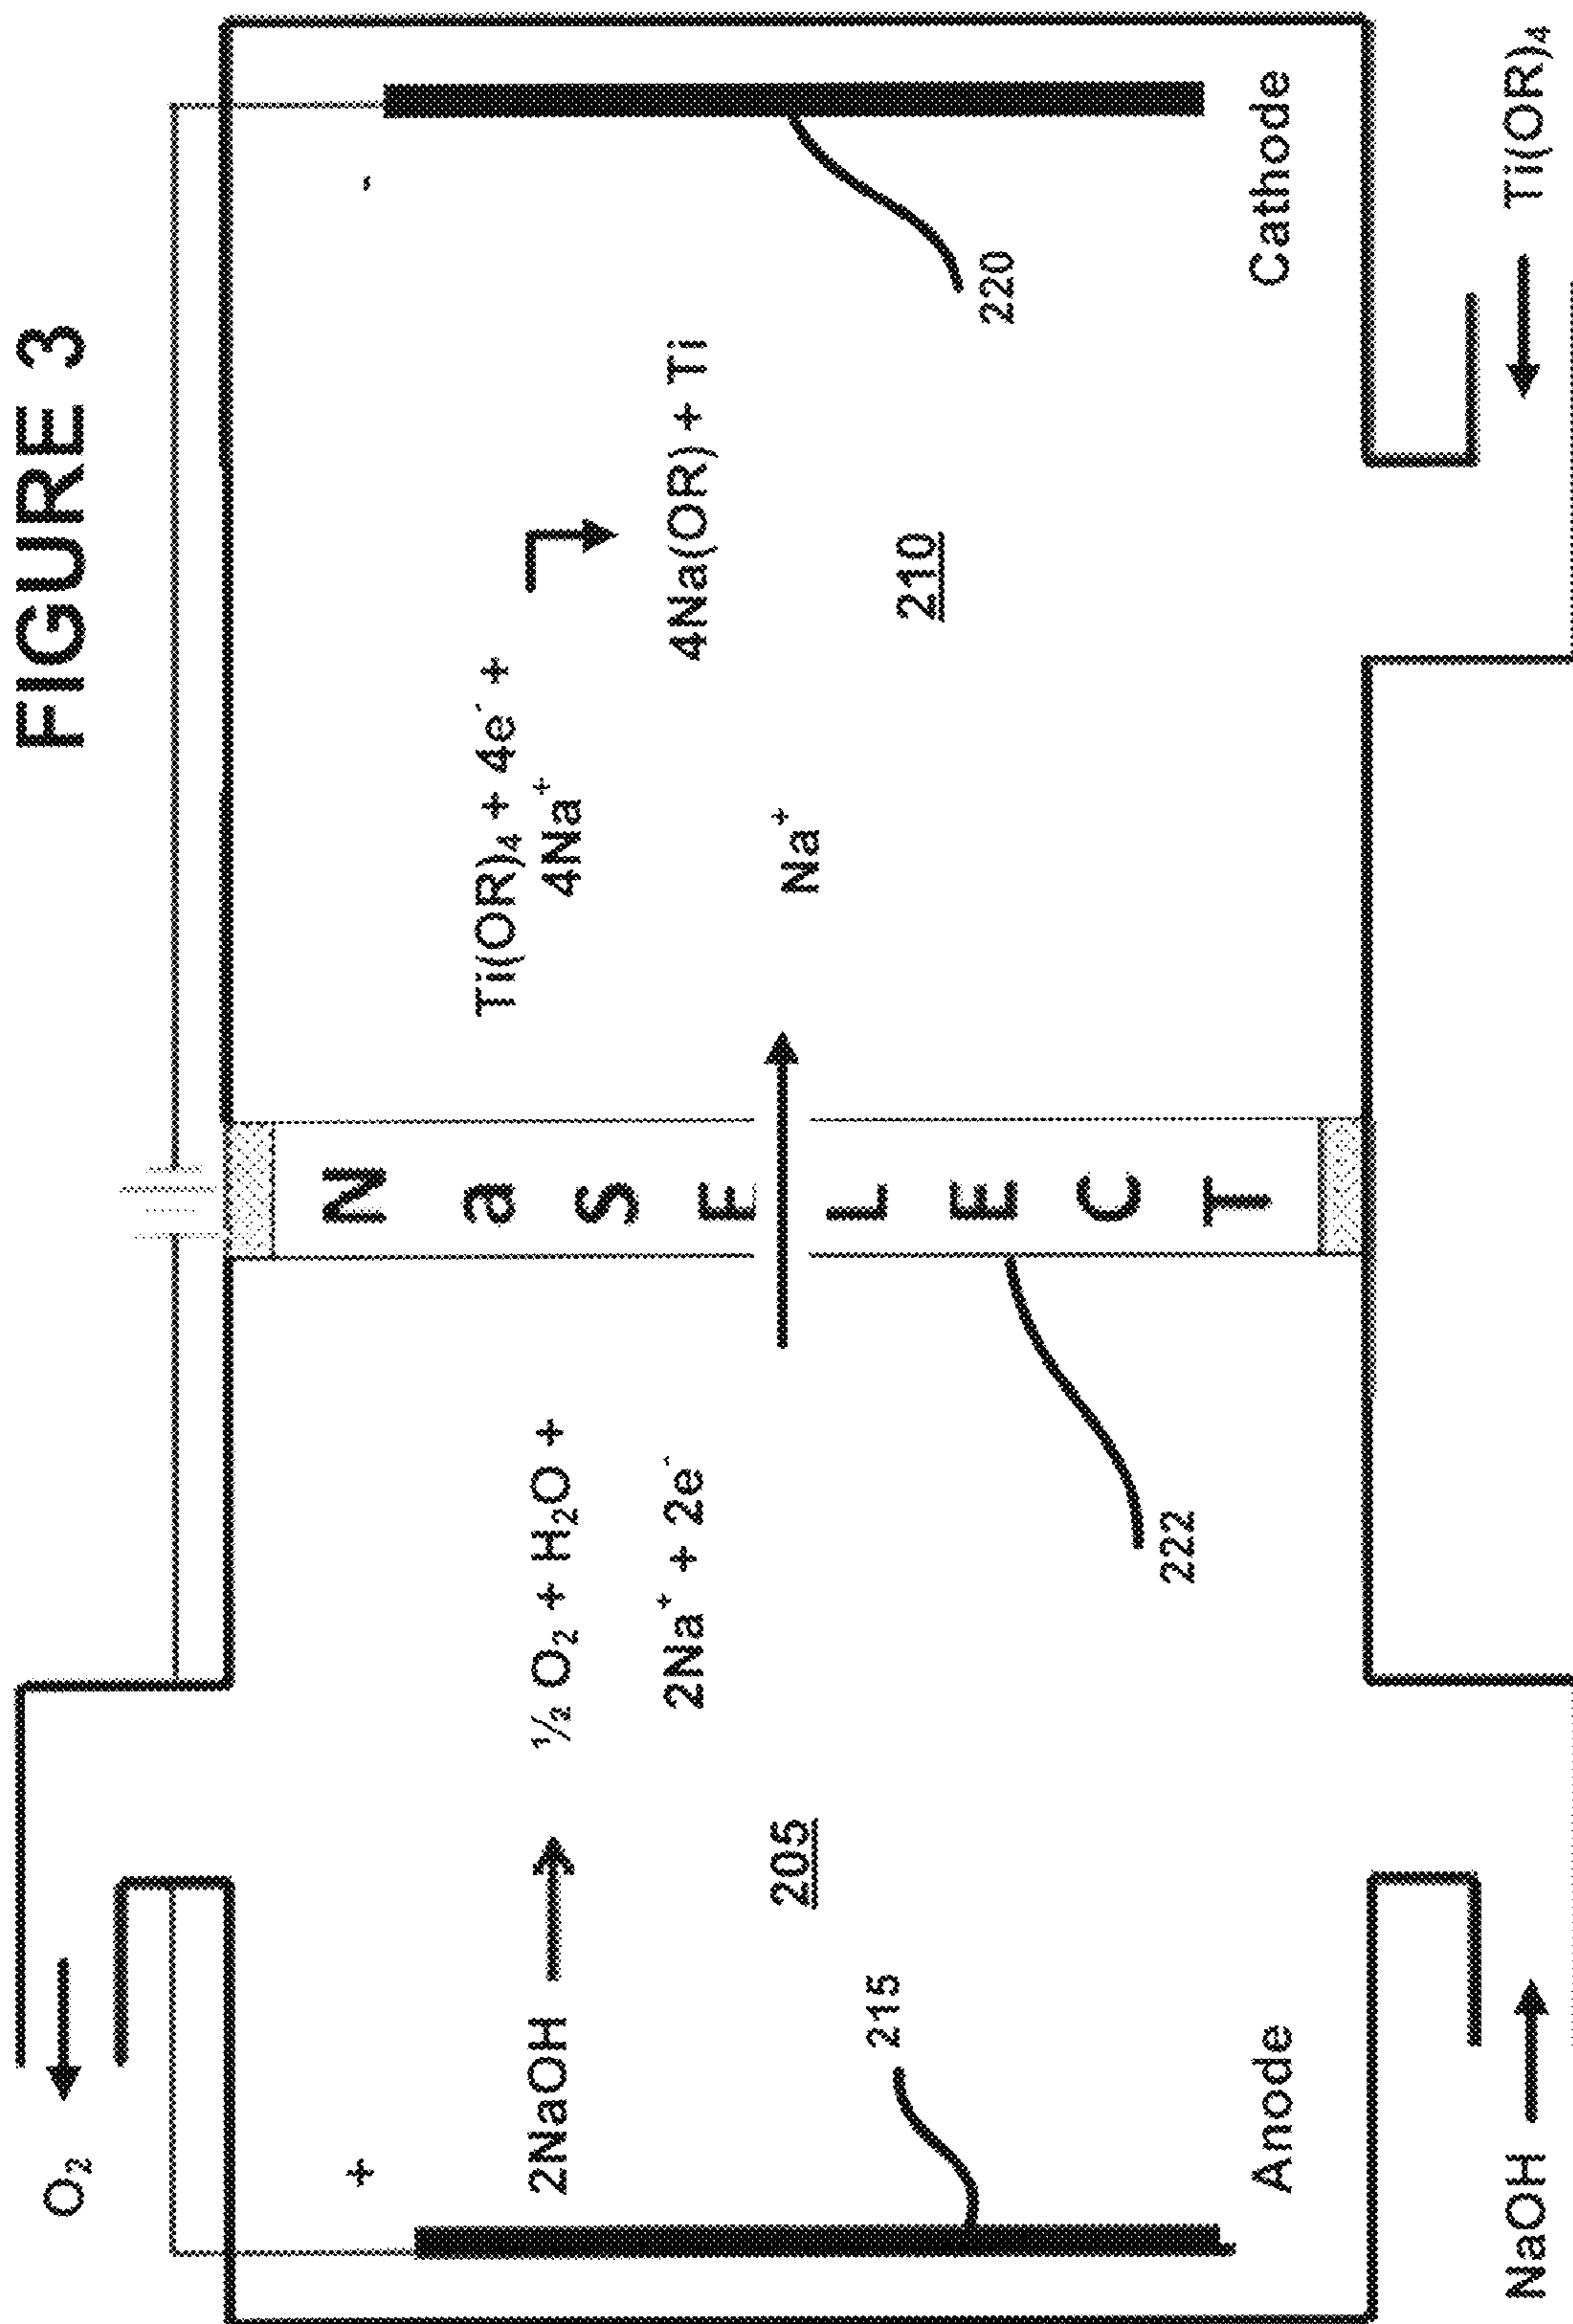 FIGURE 3
O₂
+
-
2NaOH ⟶ ½ O₂ + H₂O +
2Na⁺ + 2e⁻
Ti(OR)₄ + 4e⁻ +
4Na⁺
4Na(OR) + Ti
Na⁺
NaSELECT
205
210
215
220
222
Anode
Cathode
NaOH
Ti(OR)₄